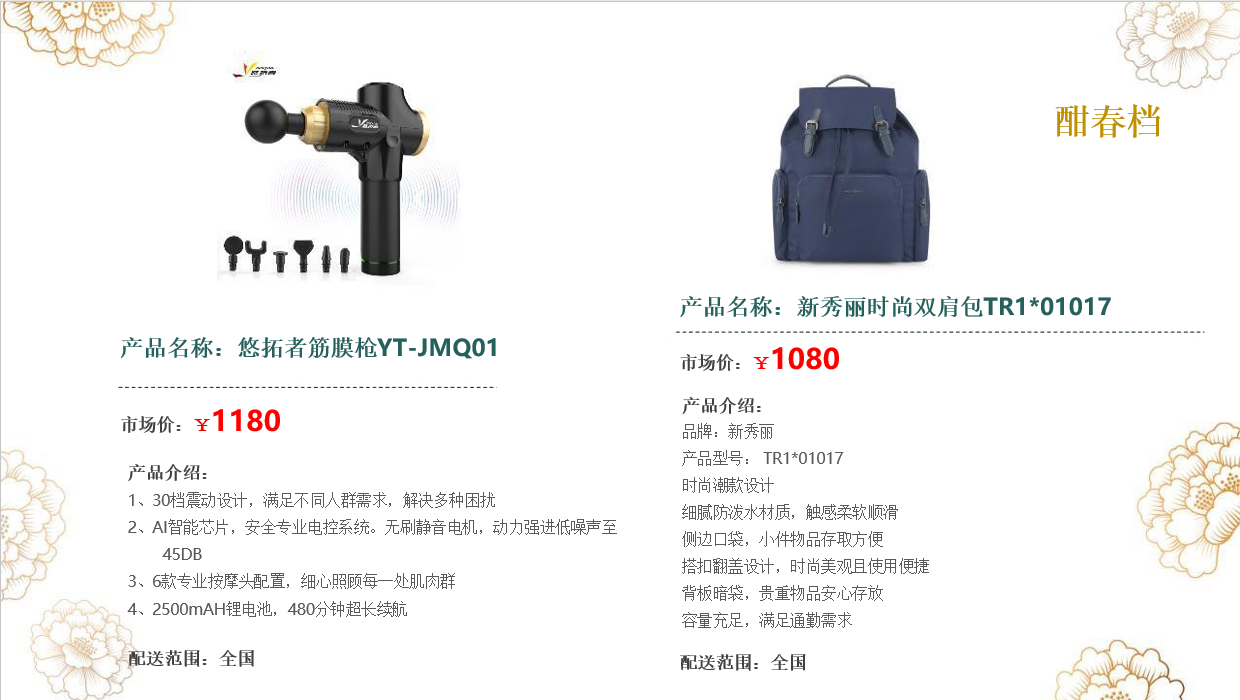 酣春档
悠拓者
产品名称：悠拓者筋膜枪YT-JMQ01
市场价：￥1180
产品介绍：
1、30档震动设计，满足不同人群需求，解决多种困扰
2、AI智能芯片，安全专业电控系统。无刷静音电机，动力强进低噪声至
45DB
3、6款专业按摩头配置，细心照顾每一处肌肉群
4、2500mAH锂电池，480分钟超长续航
配送范围：全国
产品名称：新秀丽时尚双肩包TR1*01017
市场价：￥1080
产品介绍：
品牌：新秀丽
产品型号： TR1*01017
时尚潮款设计
细腻防泼水材质，触感柔软顺滑
侧边口袋，小件物品存取方便
搭扣翻盖设计，时尚美观且使用便捷
背板暗袋，贵重物品安心存放
容量充足，满足通勤需求
配送范围：全国